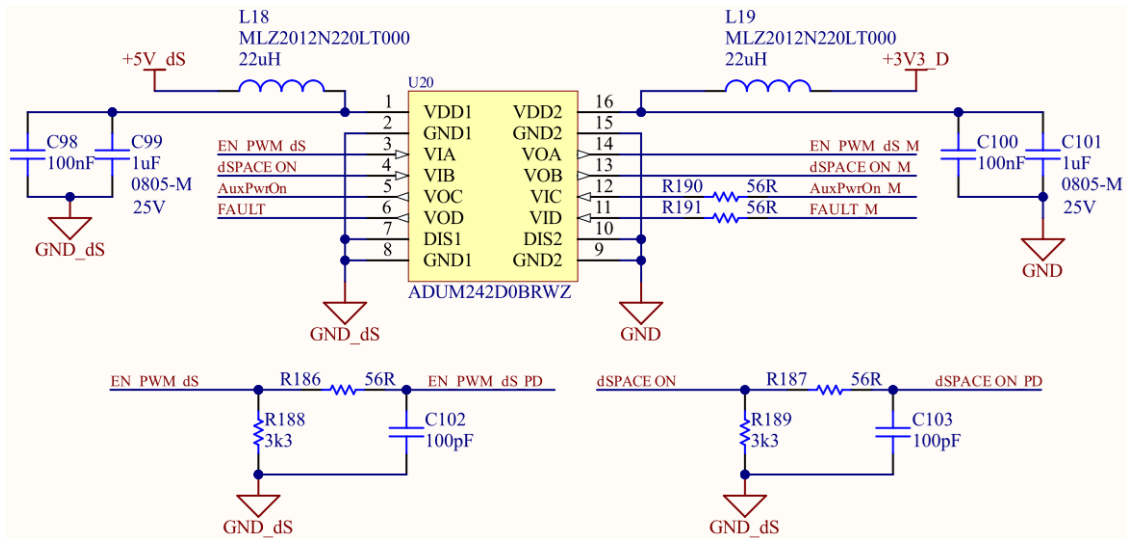 L18
MLZ2012N220LT000
22uH
+5V_dS
L19
MLZ2012N220LT000
22uH
+3V3_D
U20
1 VDD1 VDD2 16
2 GND1 GND2 15
EN_PWM_dS 3 VIA VOA 14 EN_PWM_dS_M
dSPACE ON 4 VIB VOB 13 dSPACE ON_M
AuxPwrOn 5 VOC VIC 12 R190 56R AuxPwrOn_M
FAULT 6 VOD VID 11 R191 56R FAULT_M
7 DIS1 DIS2 10
8 GND1 GND2 9
ADUM242D0BRWZ
C98
100nF
C99
1uF
0805-M
25V
GND_dS
GND_dS
GND
C100
100nF
C101
1uF
0805-M
25V
GND
EN_PWM_dS R186 56R EN_PWM_dS_PD
R188
3k3
C102
100pF
GND_dS
dSPACE ON R187 56R dSPACE ON_PD
R189
3k3
C103
100pF
GND_dS